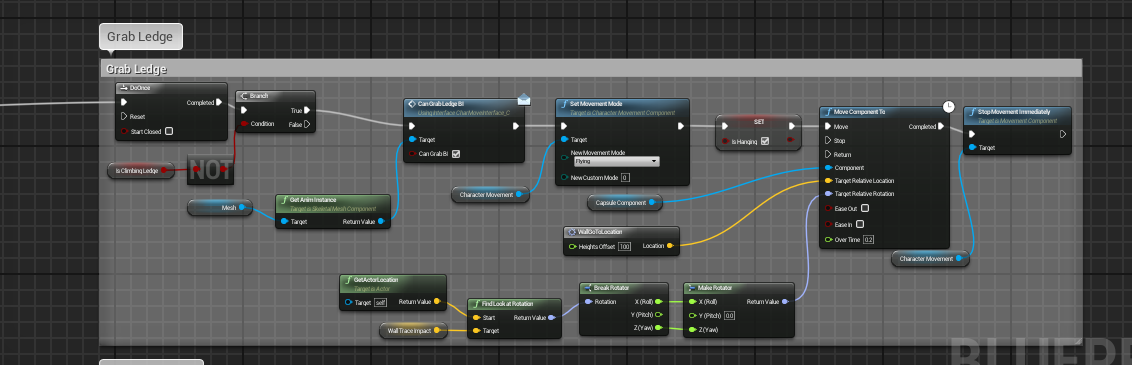 Grab Ledge
Grab Ledge
DoOnce
Completed
Reset
Start Closed
Branch
True
Condition
False
Is Climbing Ledge
NOT
Mesh
Get Anim Instance
Target is Skeletal Mesh Component
Target
Return Value
Can Grab Ledge BI
Target
Can Grab BI
Character Movement
Set Movement Mode
Target is Character Movement Component
Target
New Movement Mode
Flying
New Custom Mode
0
SET
Is Hanging
Capsule Component
WallGoToLocation
Heights Offset
100
Location
Move Component To
Move
Completed
Stop
Return
Component
Target Relative Location
Target Relative Rotation
Ease Out
Ease In
Over Time
0.2
Stop Movement Immediately
Target is Movement Component
Target
Character Movement
GetActorLocation
Target is Actor
Target
self
Return Value
Wall Trace Impact
Find Look at Rotation
Start
Return Value
Target
Break Rotator
Rotation
X (Roll)
Y (Pitch)
Z (Yaw)
Make Rotator
X (Roll)
Return Value
Y (Pitch)
0.0
Z (Yaw)